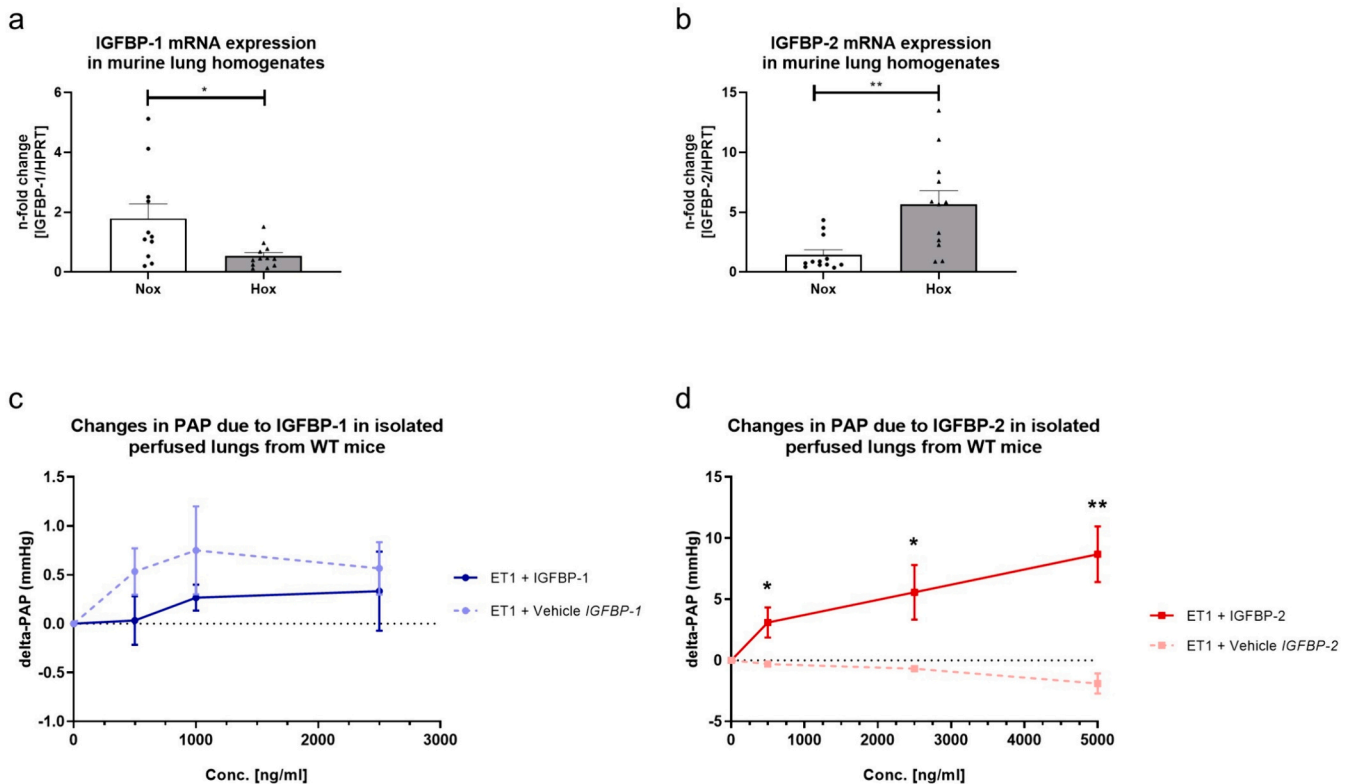 a
IGFBP-1 mRNA expression
in murine lung homogenates
n-fold change
[IGFBP-1/HPRT]
6
4
2
0
*
Nox
Hox
b
IGFBP-2 mRNA expression
in murine lung homogenates
n-fold change
[IGFBP-2/HPRT]
15
10
5
0
**
Nox
Hox
c
Changes in PAP due to IGFBP-1 in isolated
perfused lungs from WT mice
delta-PAP (mmHg)
1.5
1.0
0.5
0.0
0.5
-1.0
0
1000
2000
3000
Conc. [ng/ml]
ET1 + IGFBP-1
ET1 + Vehicle IGFBP-1
d
Changes in PAP due to IGFBP-2 in isolated
perfused lungs from WT mice
delta-PAP (mmHg)
15
10
5
0
-5
*
*
**
0
1000
2000
3000
4000
5000
Conc. [ng/ml]
ET1 + IGFBP-2
ET1 + Vehicle IGFBP-2